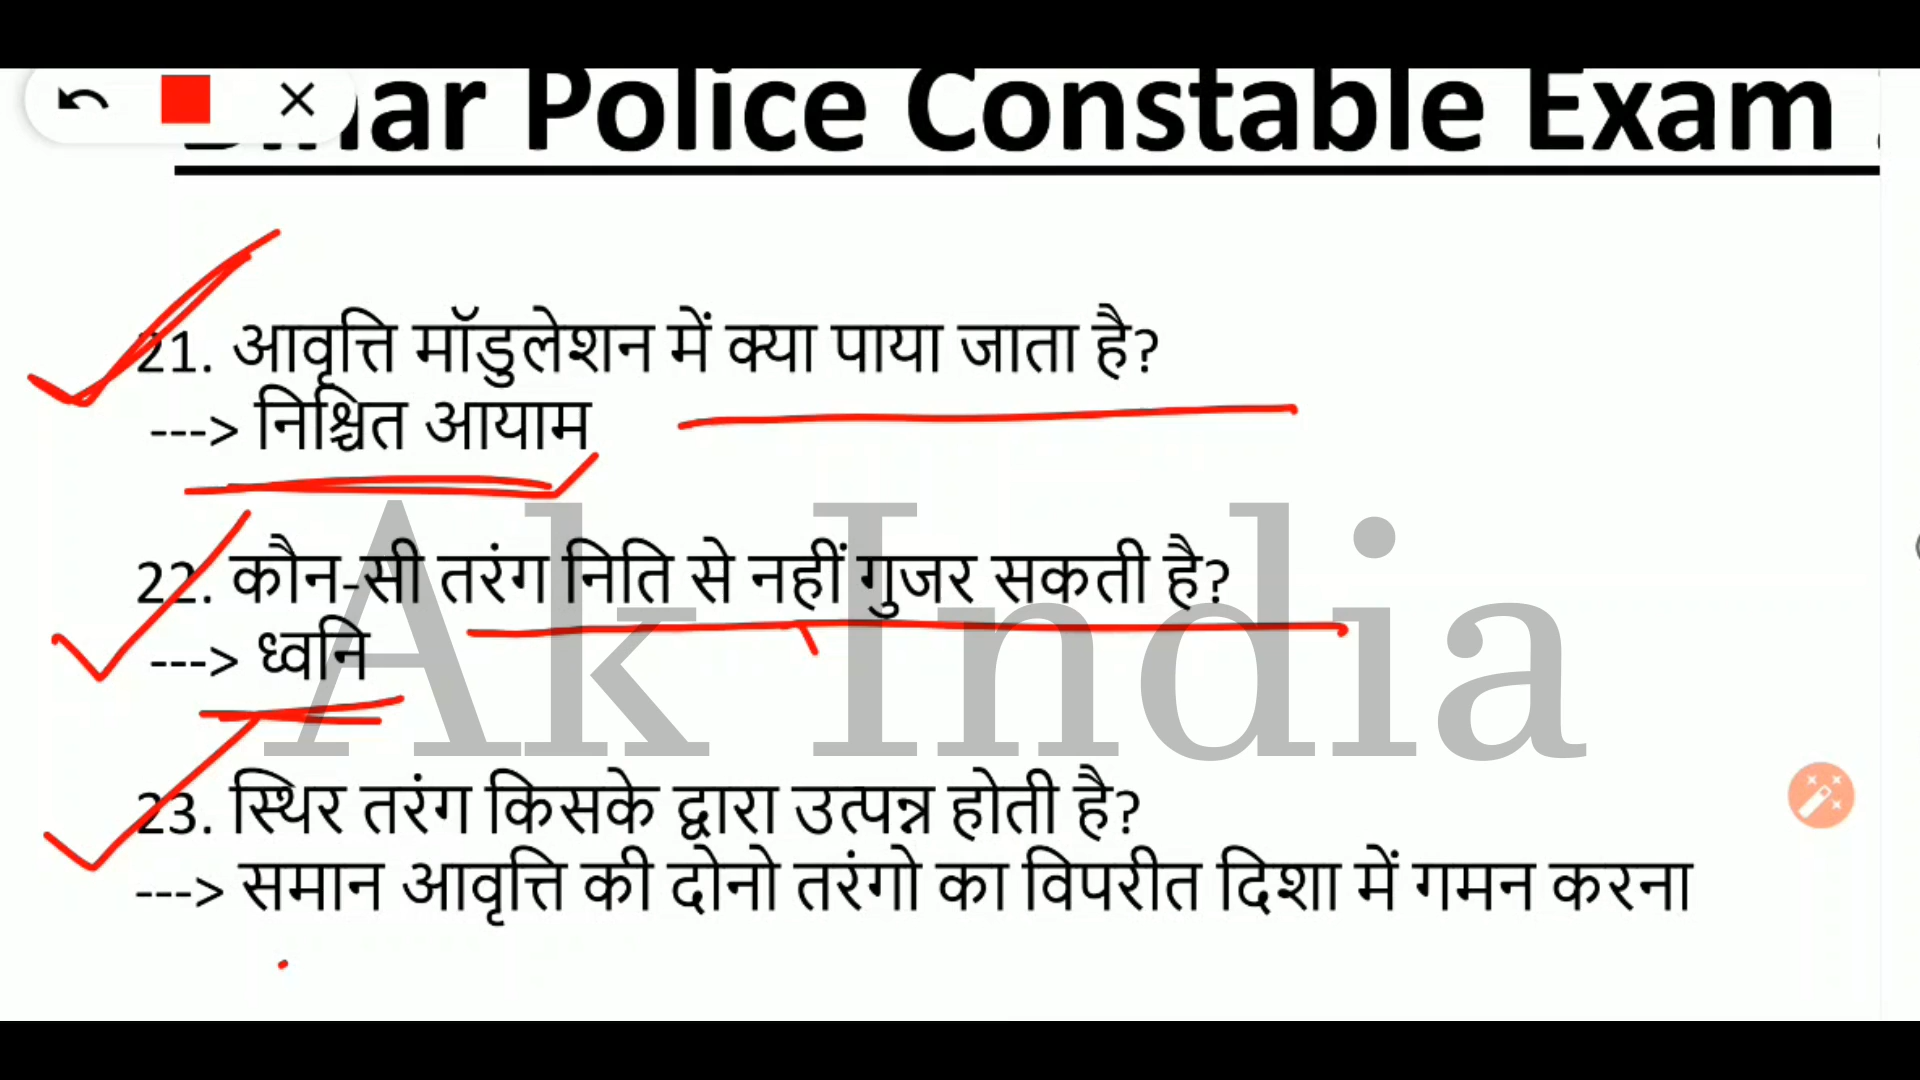 Bihar Police Constable Exam
21. आवृत्ति मॉडुलेशन में क्या पाया जाता है?
---> निश्चित आयाम
22. कौन-सी तरंग निति से नहीं गुजर सकती है?
---> ध्वनि
23. स्थिर तरंग किसके द्वारा उत्पन्न होती है?
---> समान आवृत्ति की दोनो तरंगो का विपरीत दिशा में गमन करना
Ak India